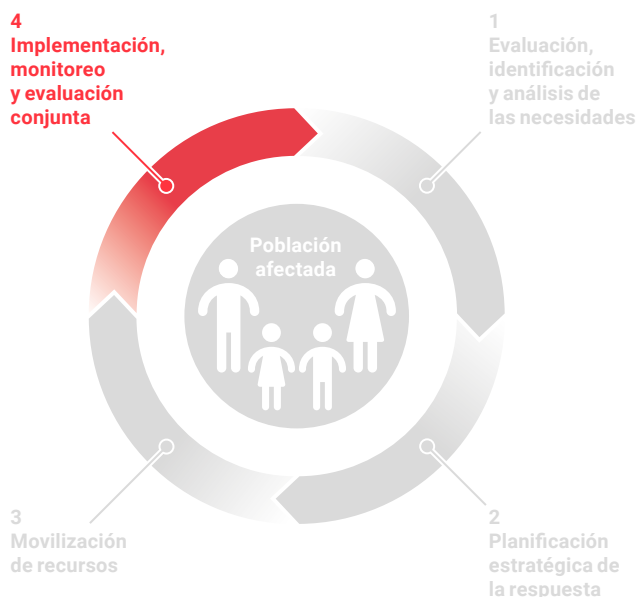 4
Implementación,
monitoreo
y evaluación
conjunta
1
Evaluación,
identificación
y análisis de
las necesidades
Población
afectada
3
Movilización
de recursos
2
Planificación
estratégica de
la respuesta